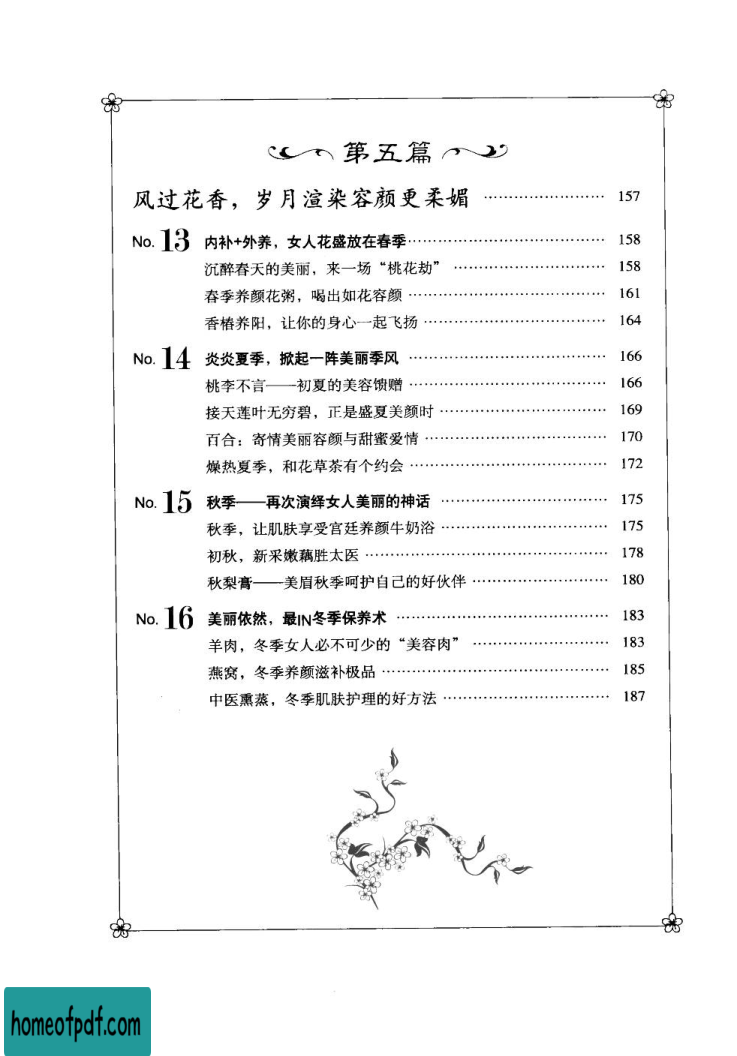 第五篇
风过花香，岁月渲染容颜更柔媚 …………………… 157
No. 13 内补+外养，女人花盛放在春季 …………………… 158
沉醉春天的美丽，来一场“桃花劫” …………………… 158
春季养颜花粥，喝出如花容颜 …………………… 161
香椿养阳，让你的身心一起飞扬 …………………… 164
No. 14 炎炎夏季，掀起一阵美丽季风 …………………… 166
桃李不言——初夏的美容馈赠 …………………… 166
接天莲叶无穷碧，正是盛夏美颜时 …………………… 169
百合：寄情美丽容颜与甜蜜爱情 …………………… 170
燥热夏季，和花草茶有个约会 …………………… 172
No. 15 秋季——再次演绎女人美丽的神话 …………………… 175
秋季，让肌肤享受宫廷养颜牛奶浴 …………………… 175
初秋，新采嫩藕胜太医 …………………… 178
秋梨膏——美眉秋季呵护自己的好伙伴 …………………… 180
No. 16 美丽依然，最IN冬季保养术 …………………… 183
羊肉，冬季女人必不可少的“美容肉” …………………… 183
燕窝，冬季养颜滋补极品 …………………… 185
中医熏蒸，冬季肌肤护理的好方法 …………………… 187
homeofpdf.com